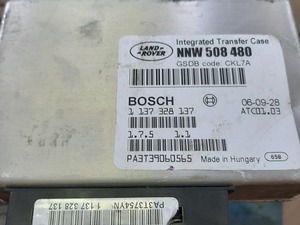 LAND-
ROVER
Integrated Transfer Case
NNW 508 480
GSDB code: CKL7A
BOSCH
06-09-28
1 137 328 137
ATC01.03
1.7.5 1.1
PA3T39060565
Made in Hungary
656
PA3T3754YN
1 137 328 137